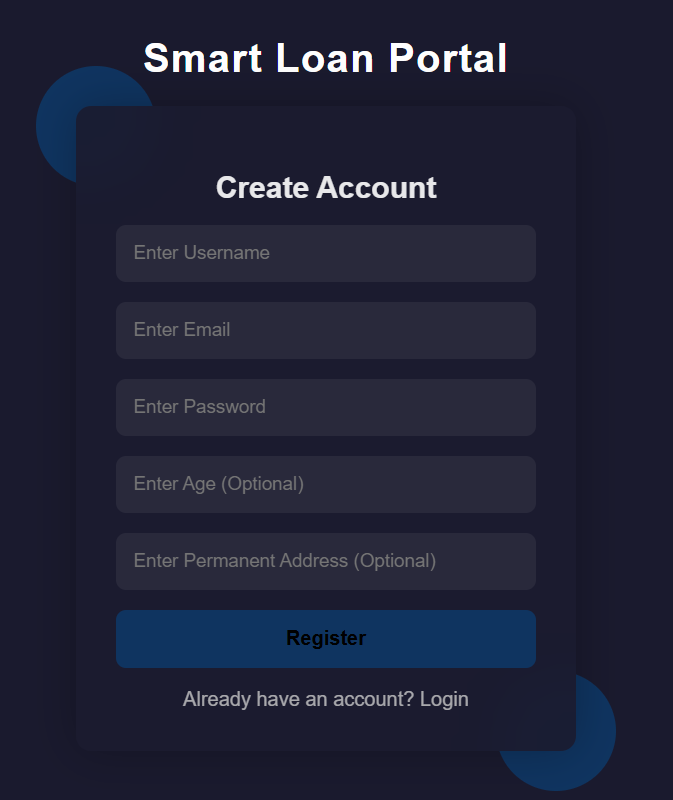 Smart Loan Portal
Create Account
Enter Username
Enter Email
Enter Password
Enter Age (Optional)
Enter Permanent Address (Optional)
Register
Already have an account? Login